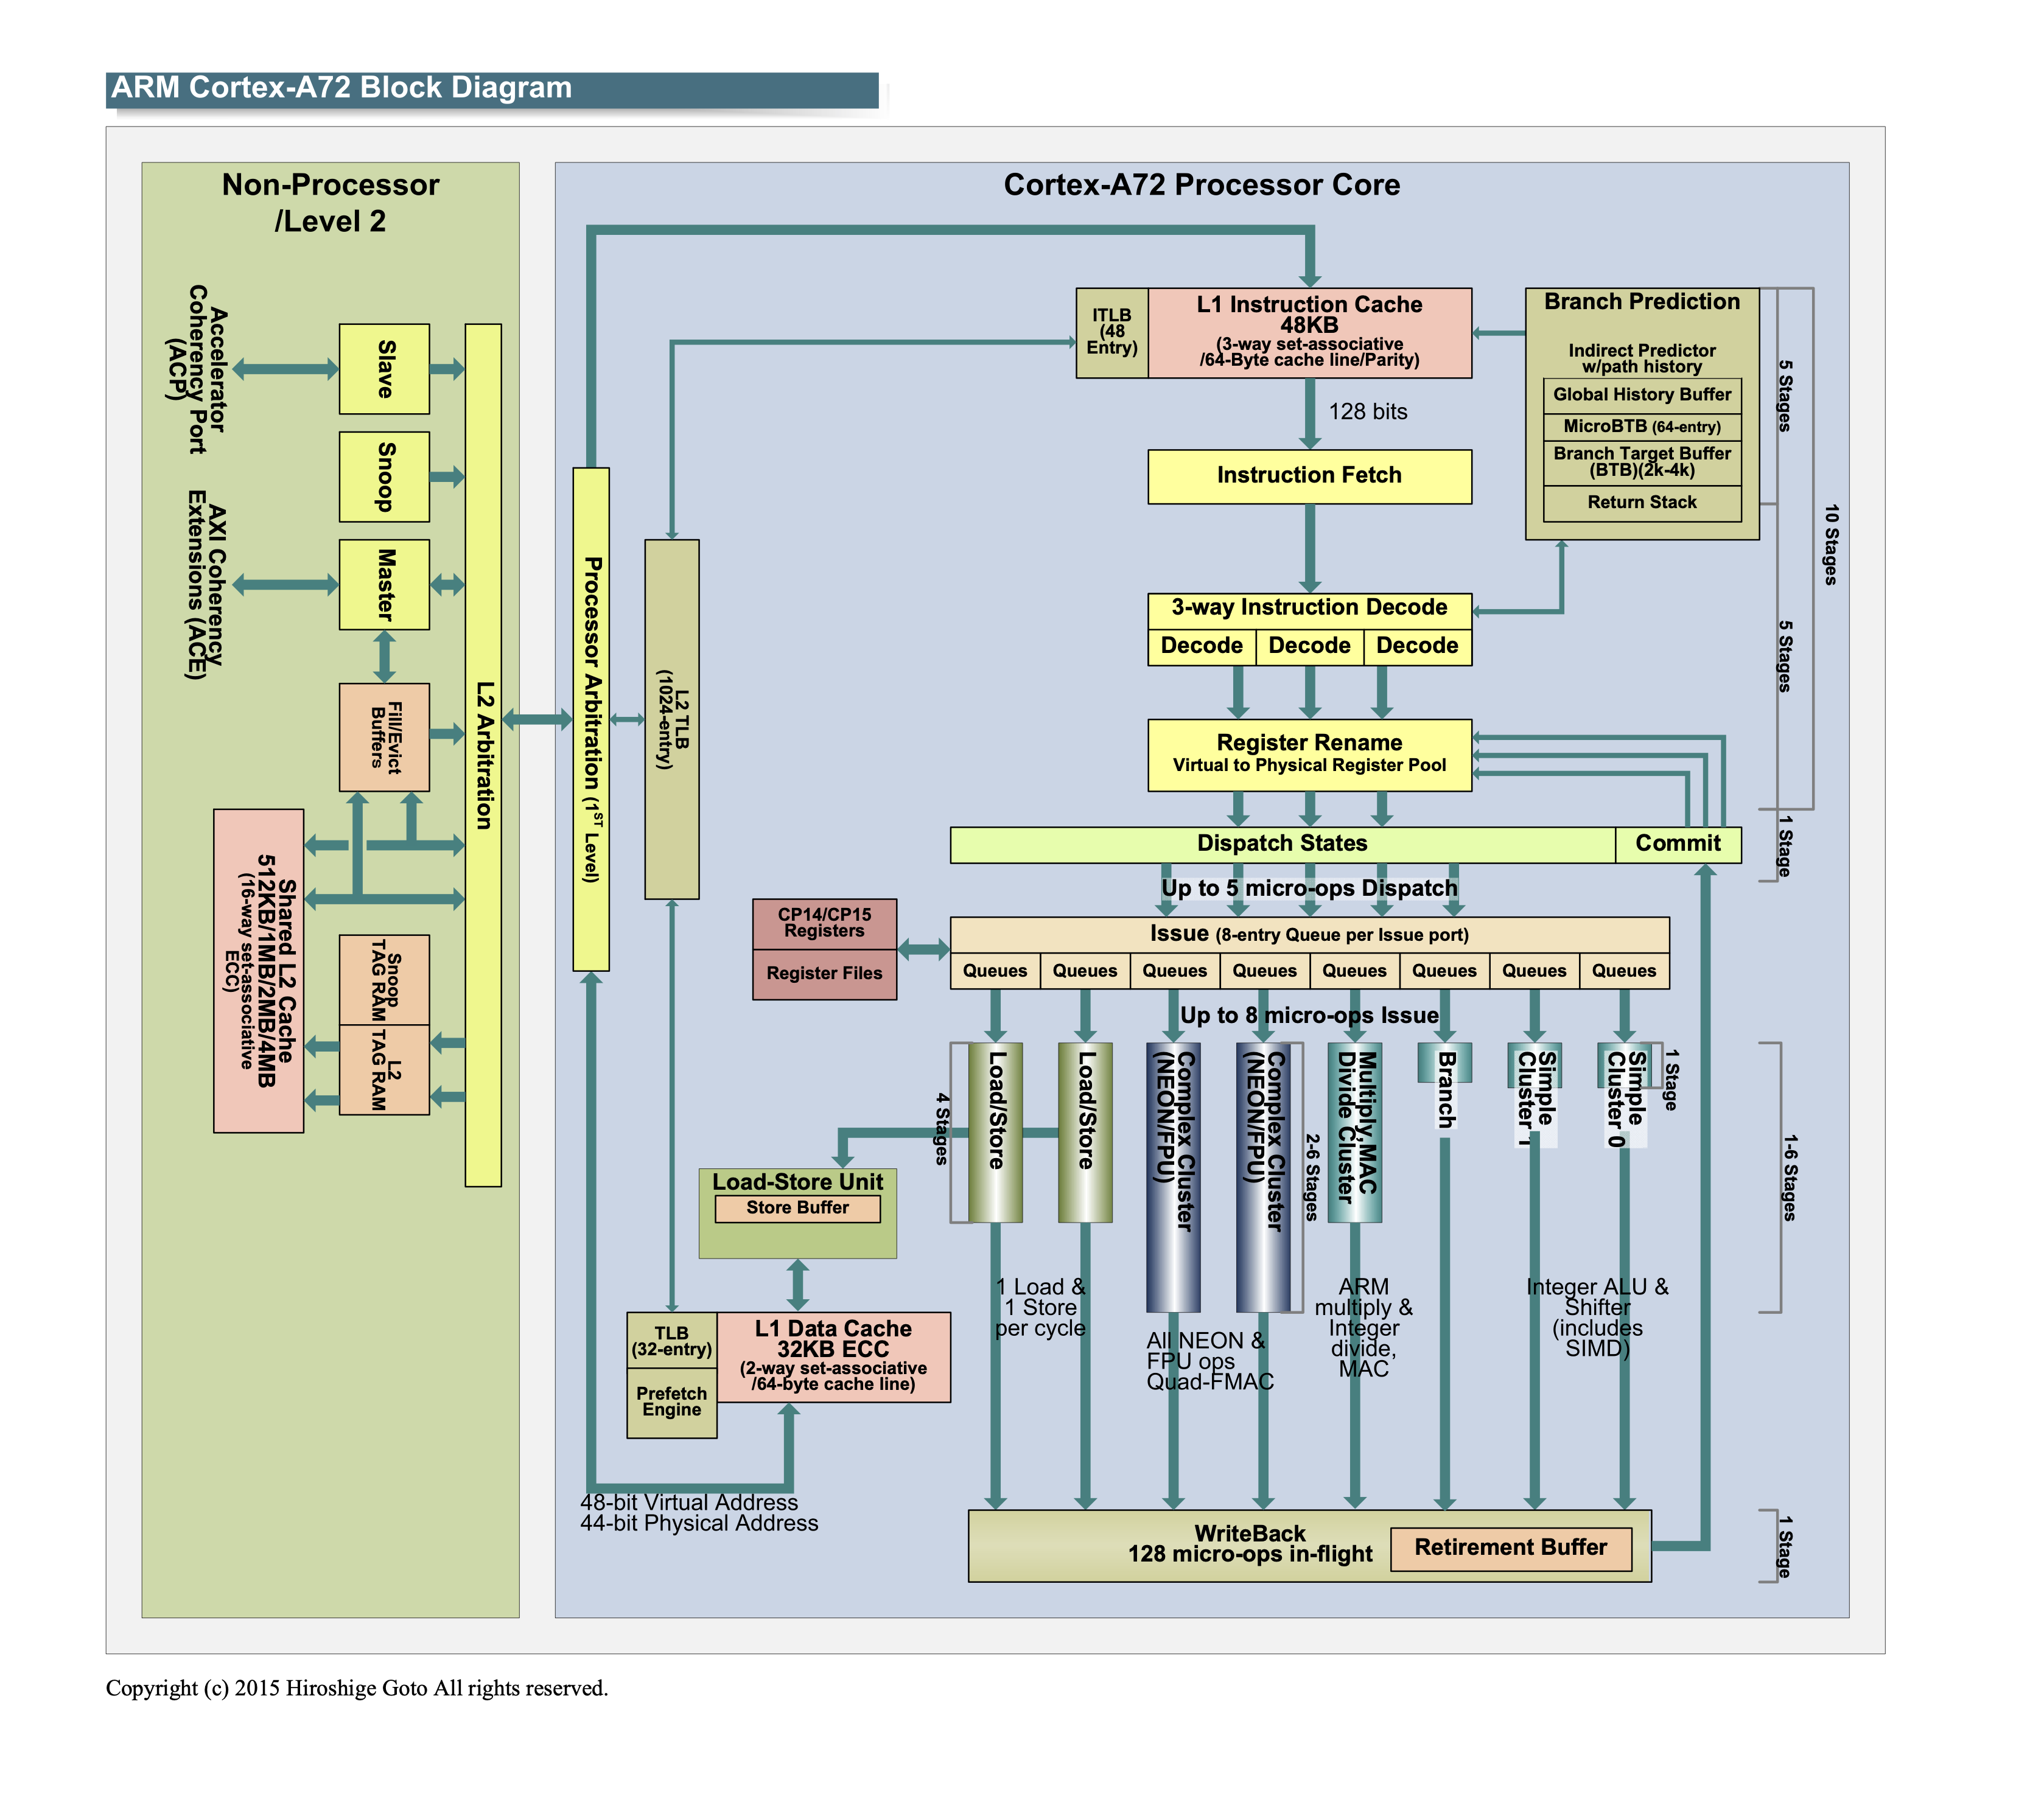 ARM Cortex-A72 Block Diagram
Non-Processor
/Level 2
Accelerator
Coherency Port
(ACP)
AXI Coherency
Extensions (ACE)
Slave
Snoop
Master
Fill/Evict
Buffers
L2 Arbitration
Shared L2 Cache
512KB/1MB/2MB/4MB
(16-way set-associative
ECC)
Snoop
TAG RAM
L2
TAG RAM
Cortex-A72 Processor Core
Processor Arbitration (1ST Level)
L2 TLB
(1024-entry)
ITLB
(48
Entry)
L1 Instruction Cache
48KB
(3-way set-associative
/64-Byte cache line/Parity)
128 bits
Branch Prediction
Indirect Predictor
w/path history
Global History Buffer
MicroBTB (64-entry)
Branch Target Buffer
(BTB)(2k-4k)
Return Stack
5 Stages
10 Stages
Instruction Fetch
3-way Instruction Decode
Decode
Decode
Decode
5 Stages
Register Rename
Virtual to Physical Register Pool
Dispatch States
Commit
1 Stage
Up to 5 micro-ops Dispatch
CP14/CP15
Registers
Register Files
Issue (8-entry Queue per Issue port)
Queues
Queues
Queues
Queues
Queues
Queues
Queues
Queues
Up to 8 micro-ops Issue
4 Stages
Load/Store
Load/Store
Complex Cluster
(NEON/FPU)
Complex Cluster
(NEON/FPU)
2-6 Stages
Multiply,MAC
Divide Cluster
Branch
Simple
Cluster 1
Simple
Cluster 0
1 Stage
1-6 Stages
Load-Store Unit
Store Buffer
1 Load &
1 Store
per cycle
All NEON &
FPU ops
Quad-FMAC
ARM
multiply &
Integer
divide,
MAC
Integer ALU &
Shifter
(includes
SIMD)
TLB
(32-entry)
Prefetch
Engine
L1 Data Cache
32KB ECC
(2-way set-associative
/64-byte cache line)
48-bit Virtual Address
44-bit Physical Address
WriteBack
128 micro-ops in-flight
Retirement Buffer
1 Stage
Copyright (c) 2015 Hiroshige Goto All rights reserved.